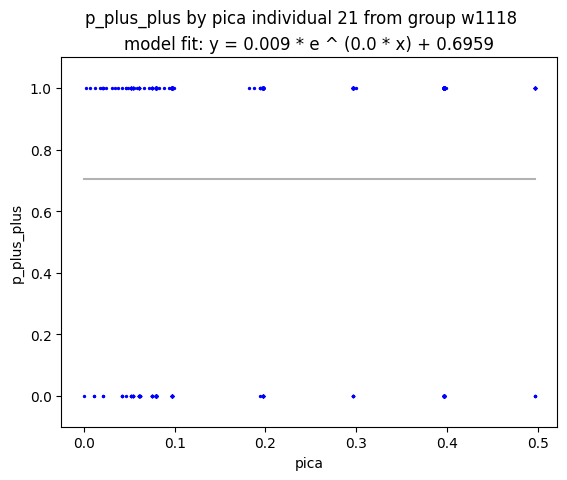 p_plus_plus by pica individual 21 from group w1118
model fit: y = 0.009 * e ^ (0.0 * x) + 0.6959
1.0
0.8
0.6
0.4
0.2
0.0
p_plus_plus
0.0 0.1 0.2 0.3 0.4 0.5
pica